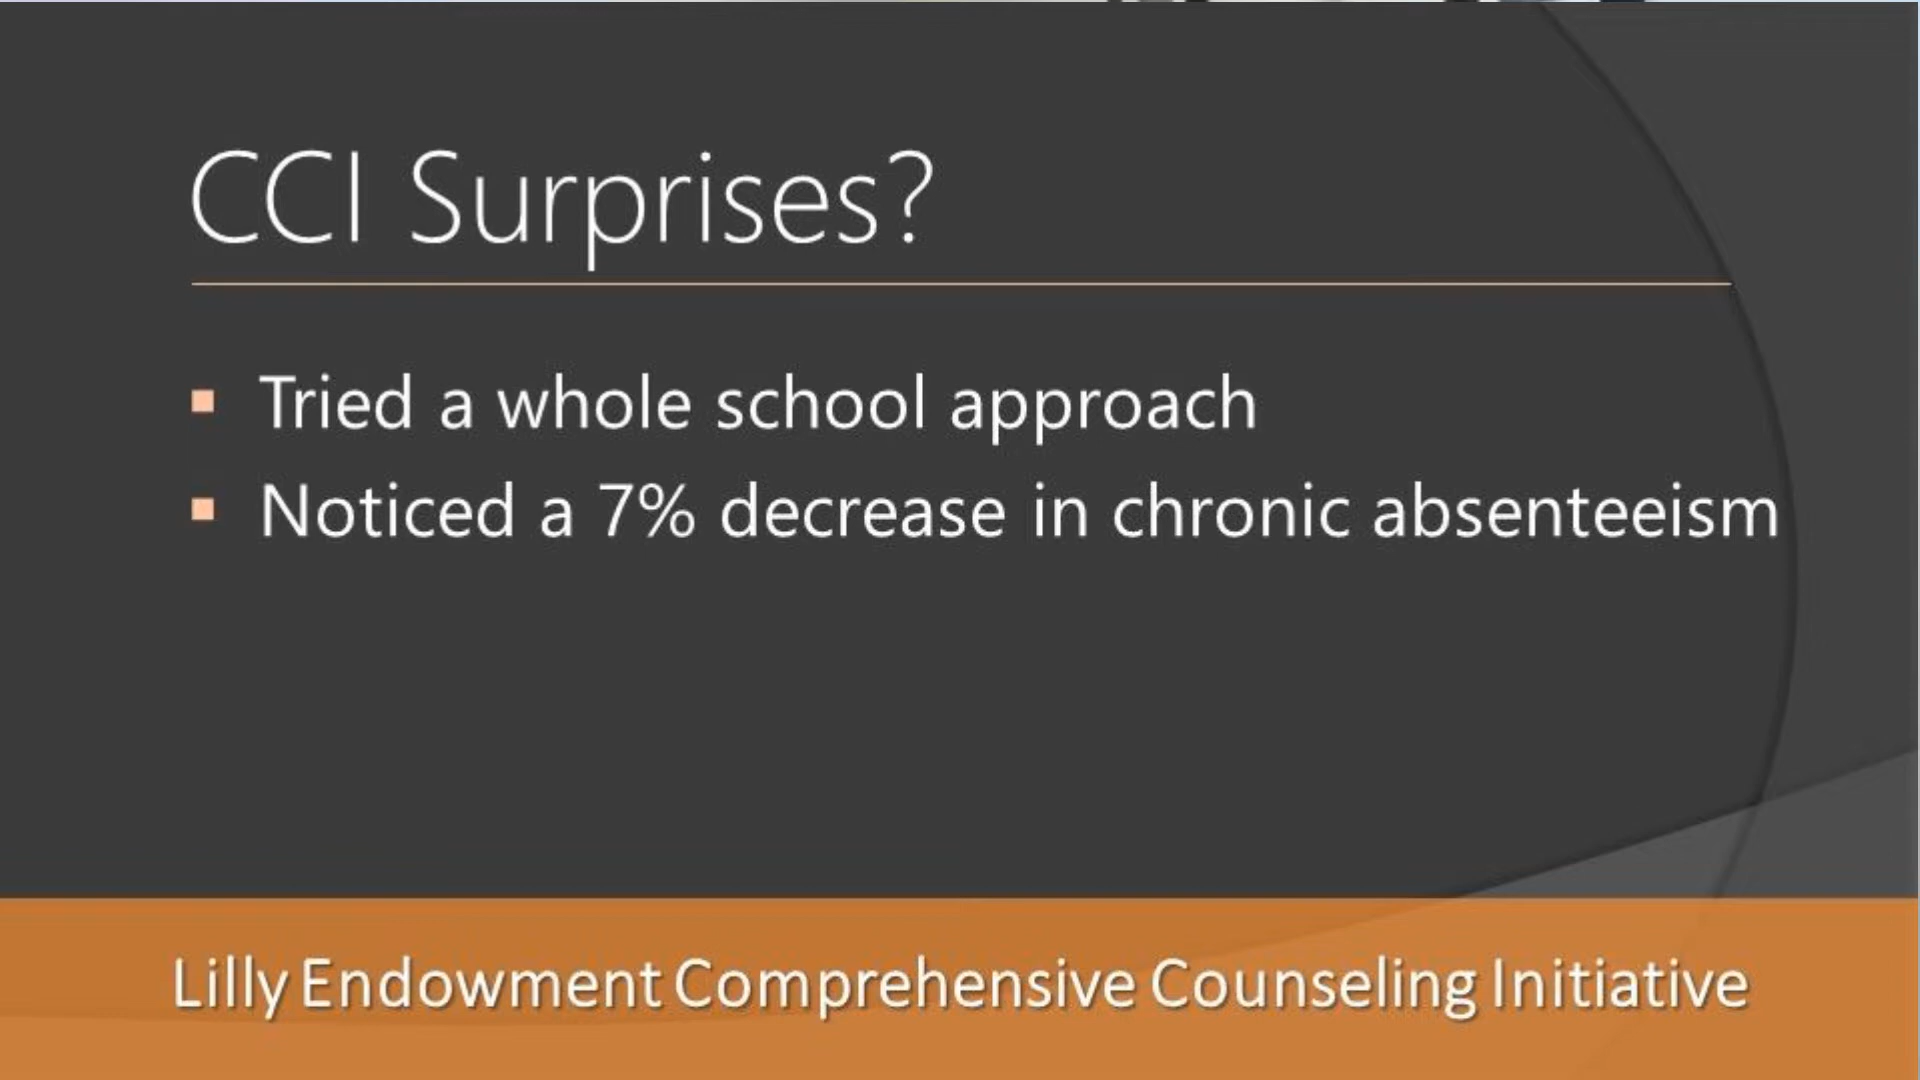 CCI Surprises?
Tried a whole school approach
Noticed a 7% decrease in chronic absenteeism
Lilly Endowment Comprehensive Counseling Initiative